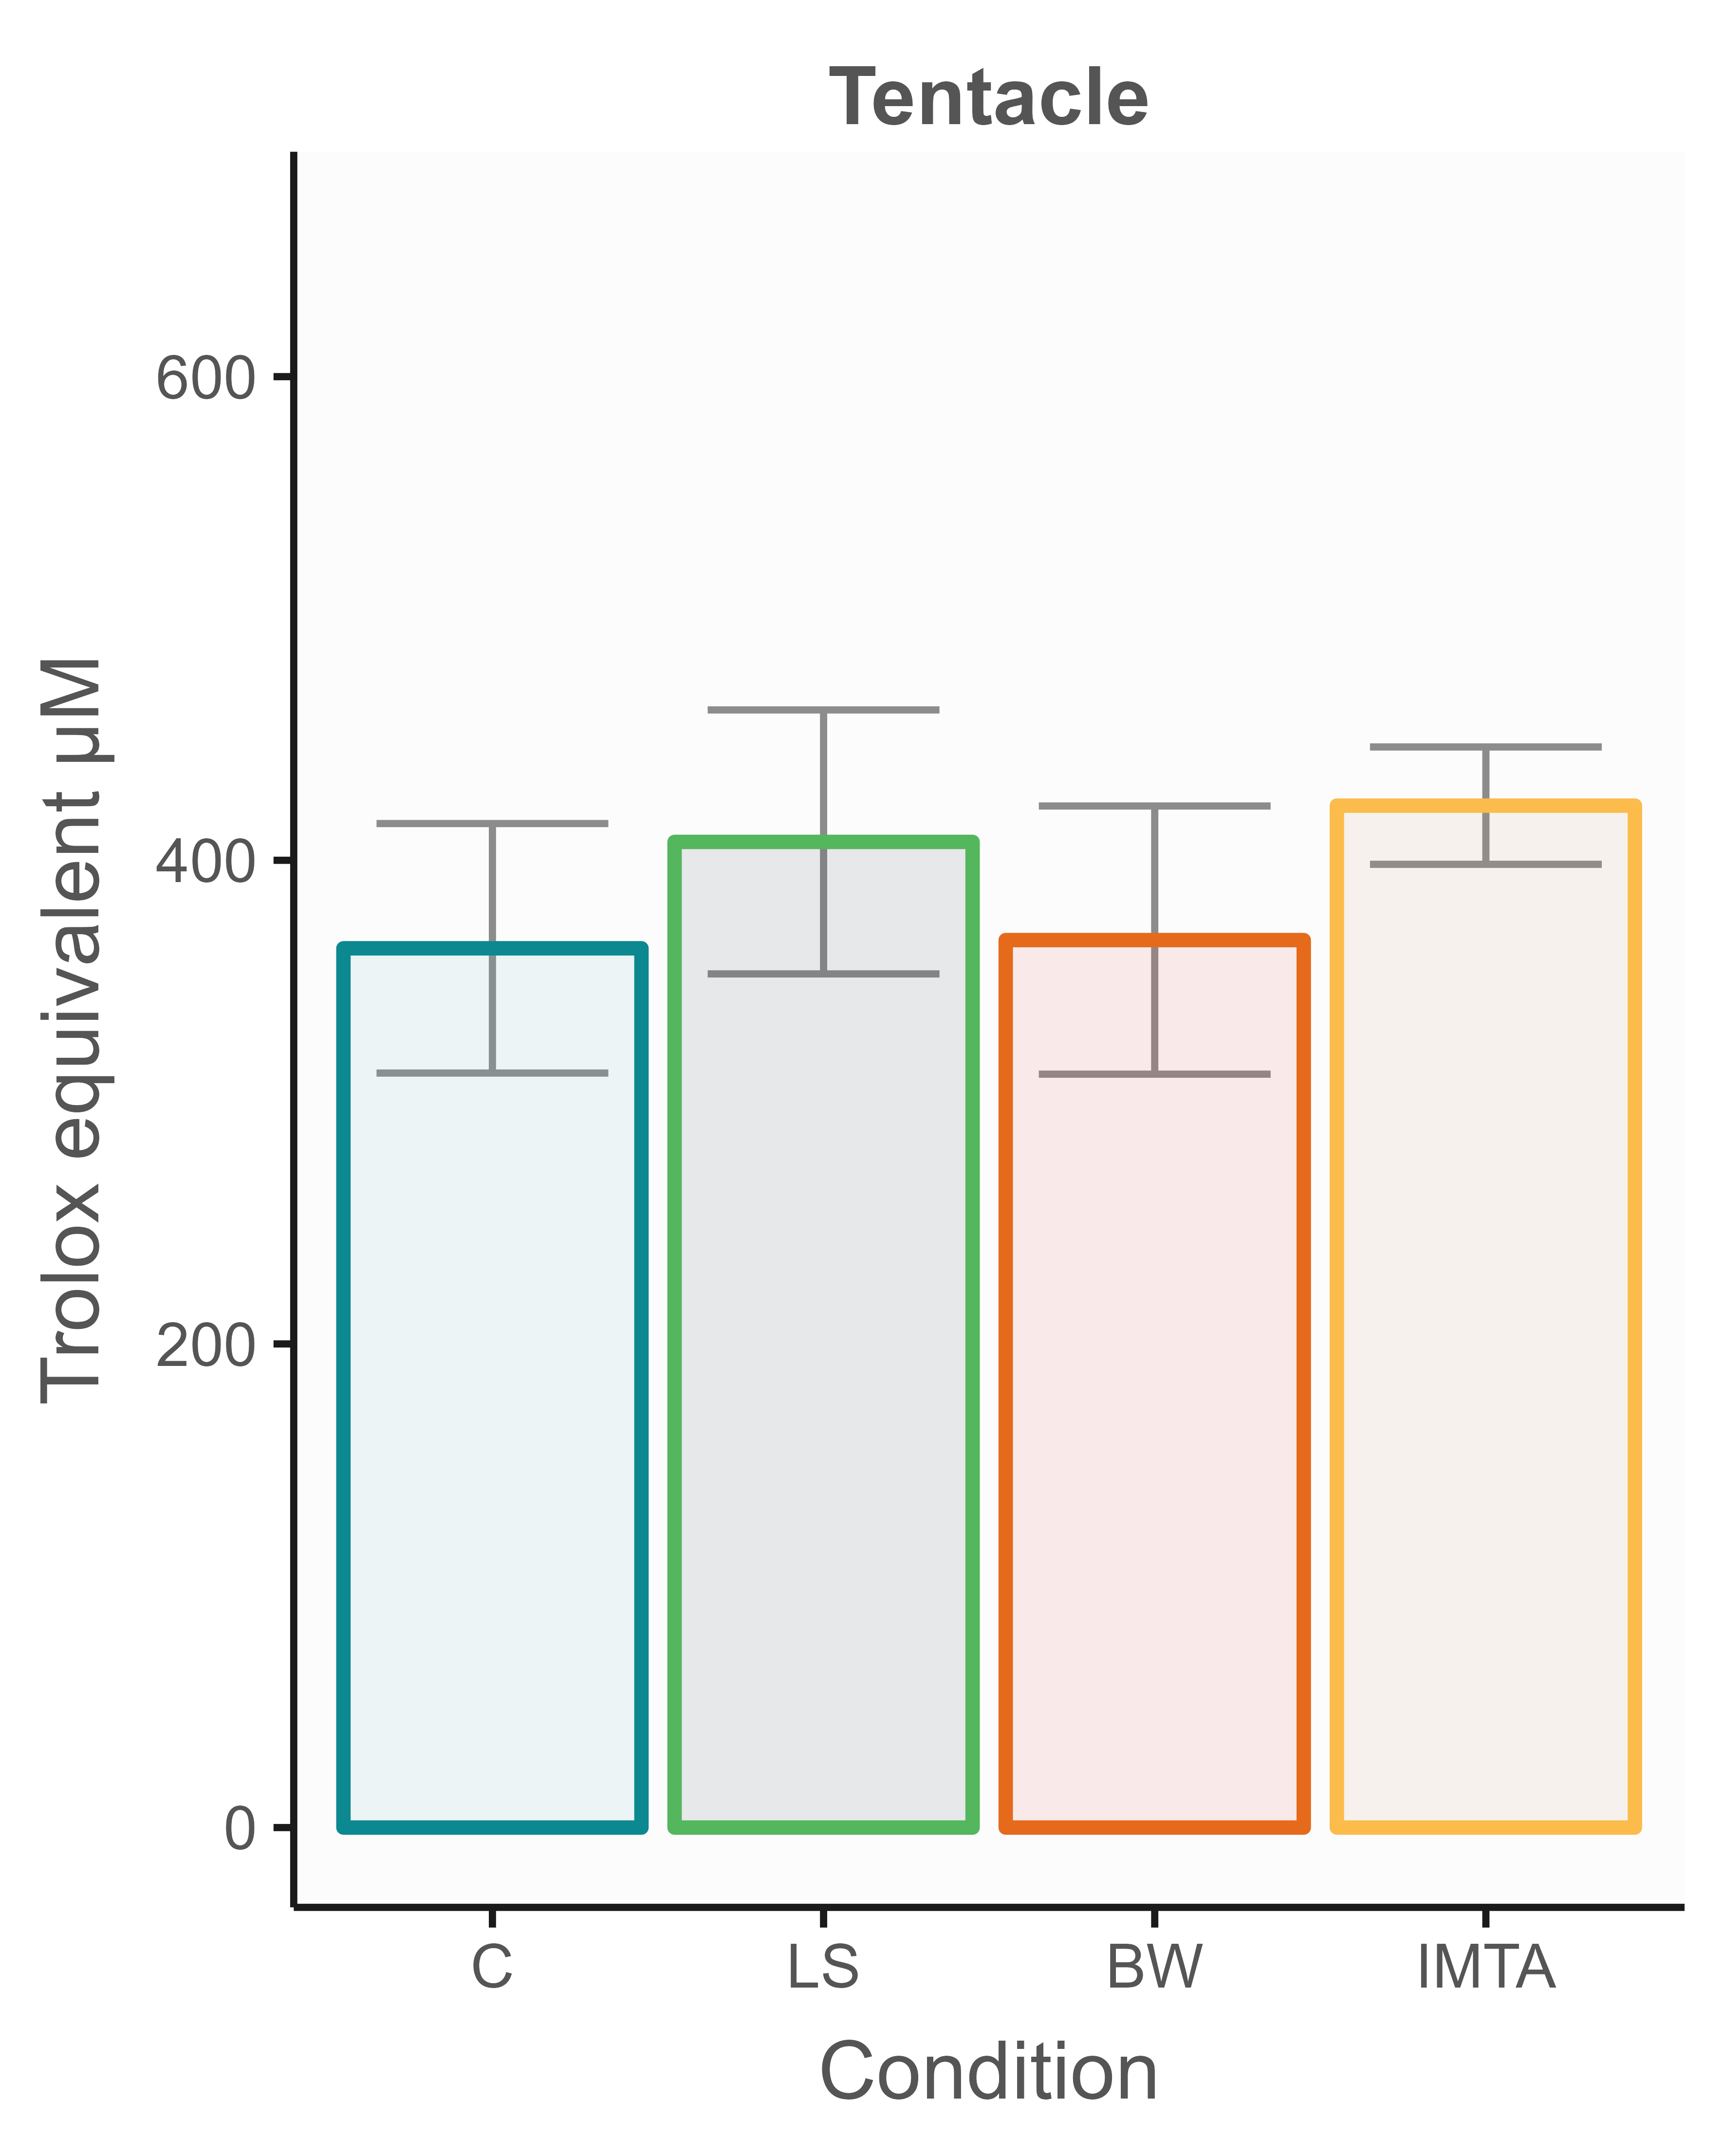 Tentacle
Trolox equivalent µM
600
400
200
0
C LS BW IMTA
Condition